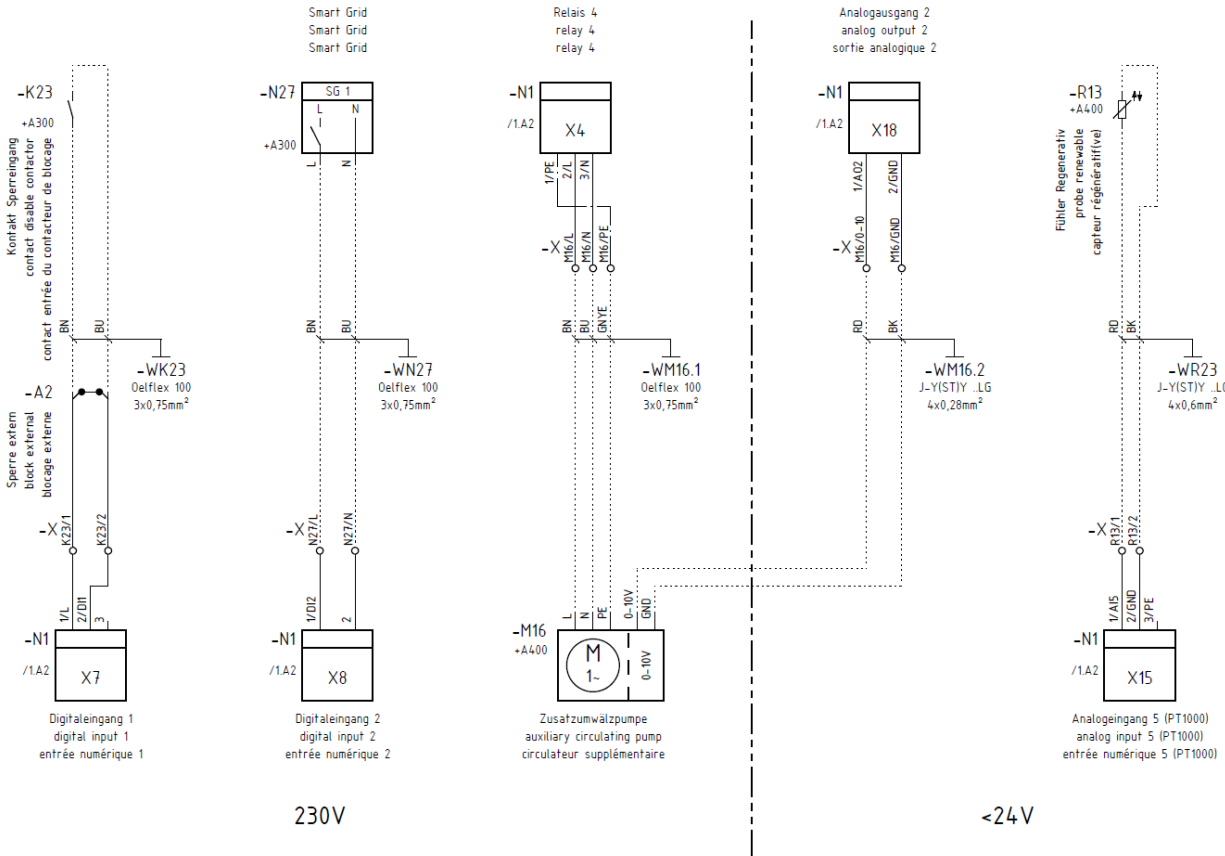 Smart Grid
Smart Grid
Smart Grid
Relais 4
relay 4
relay 4
Analogausgang 2
analog output 2
sortie analogique 2
-K23
+A300
Kontakt Sperreingang
contact disable contactor
contact entrée du contacteur de blocage
-N27
SG 1
L
N
+A300
L
N
-N1
/1.A2
X4
1/PE
2/L
3/N
-X
M16/L
M16/N
M16/PE
-N1
/1.A2
X18
1/AO2
2/GND
-X
M16/0-10
M16/GND
-R13
+A400
Fühler Regenerativ
probe renewable
capteur régénératif(ve)
BN
BU
-WK23
Oelflex 100
3x0,75mm²
BN
BU
-WN27
Oelflex 100
3x0,75mm²
BN
BU
GNYE
-WM16.1
Oelflex 100
3x0,75mm²
RD
BK
-WM16.2
J-Y(ST)Y ..LG
4x0,28mm²
RD
BK
-WR23
J-Y(ST)Y ..LG
4x0,6mm²
-A2
Sperre extern
block external
blocage externe
-X
K23/1
K23/2
-X
N27/L
N27/N
-X
R13/1
R13/2
1/L
2/DI1
3
-N1
/1.A2
X7
Digitaleingang 1
digital input 1
entrée numérique 1
1/DI2
2
-N1
/1.A2
X8
Digitaleingang 2
digital input 2
entrée numérique 2
L
N
PE
0-10V
GND
-M16
+A400
M
1~
0-10V
Zusatzumwälzpumpe
auxiliary circulating pump
circulateur supplémentaire
1/AI5
2/GND
3/PE
-N1
/1.A2
X15
Analogeingang 5 (PT1000)
analog input 5 (PT1000)
entrée numérique 5 (PT1000)
230V
<24V